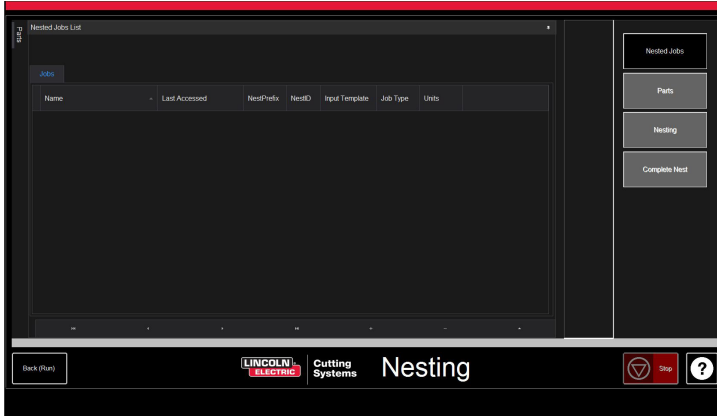 Parts
Nested Jobs List
Jobs
Name
Last Accessed
NestPrefix
NestID
Input Template
Job Type
Units
Nested Jobs
Parts
Nesting
Complete Nest
Back (Run)
LINCOLN
ELECTRIC
Cutting
Systems
Nesting
Stop
?